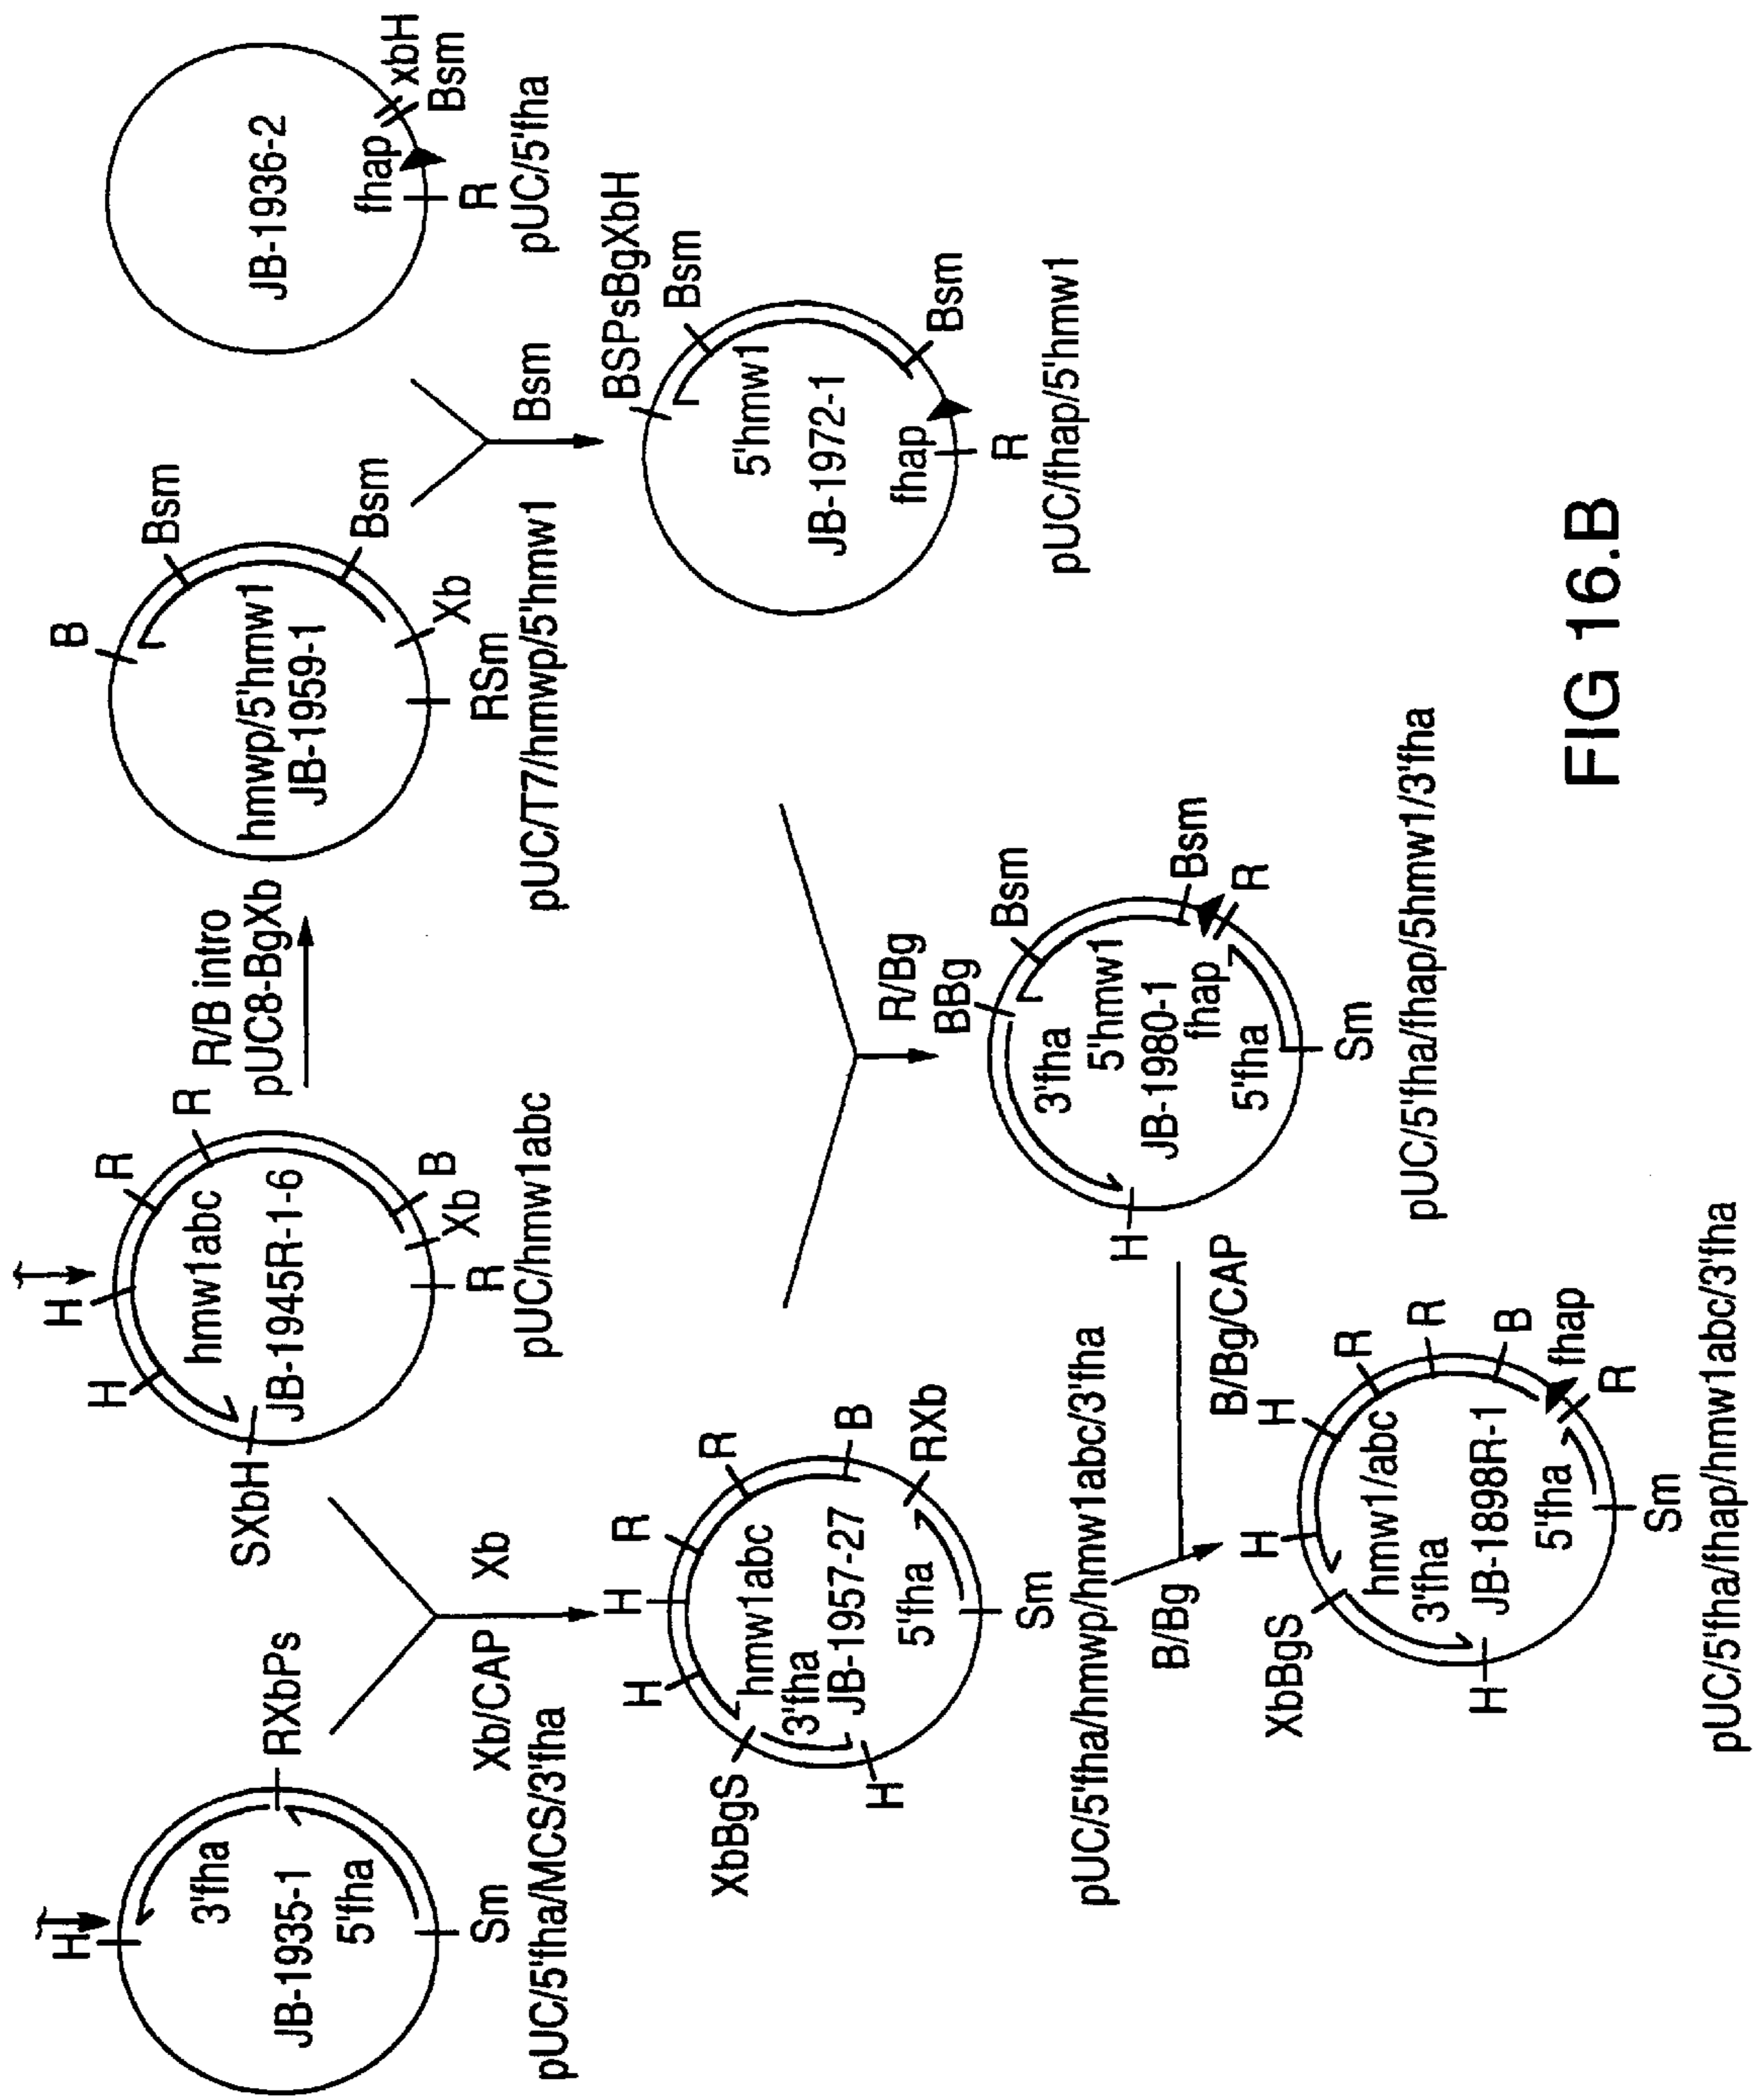 H
3'fha
JB-1935-1
5'fha
RXbPs
Sm
pUC/5'fha/MCS/3'fha
H
H
R
R
hmw1abc
JB-1945R-1-6
SXbH
B
Xb
R
pUC/hmw1abc
R/B intro
pUC8-BgXb
B
Bsm
hmwp/5'hmw1
JB-1959-1
Bsm
Xb
RSm
pUC/T7/hmwp/5'hmw1
JB-1936-2
fhap
xbH
Bsm
R
pUC/5'fha
Xb/CAP
Xb
Bsm
XbBgS
H
H
R
R
hmw1abc
3'fha
JB-1957-27
B
RXb
5'fha
H
Sm
pUC/5'fha/hmwp/hmw1abc/3'fha
BSPsBgXbH
Bsm
5'hmw1
JB-1972-1
fhap
Bsm
R
pUC/fhap/5'hmw1
R/Bg
BBg
Bsm
3'fha
5'hmw1
JB-1980-1
fhap
Bsm
R
5'fha
H
Sm
pUC/5'fha/fhap/5hmw1/3'fha
B/Bg
B/Bg/CAP
XbBgS
H
H
R
R
B
hmw1/abc
3'fha
JB-1898R-1
fhap
R
5'fha
H
Sm
pUC/5'fha/fhap/hmw1abc/3'fha
FIG 16.B